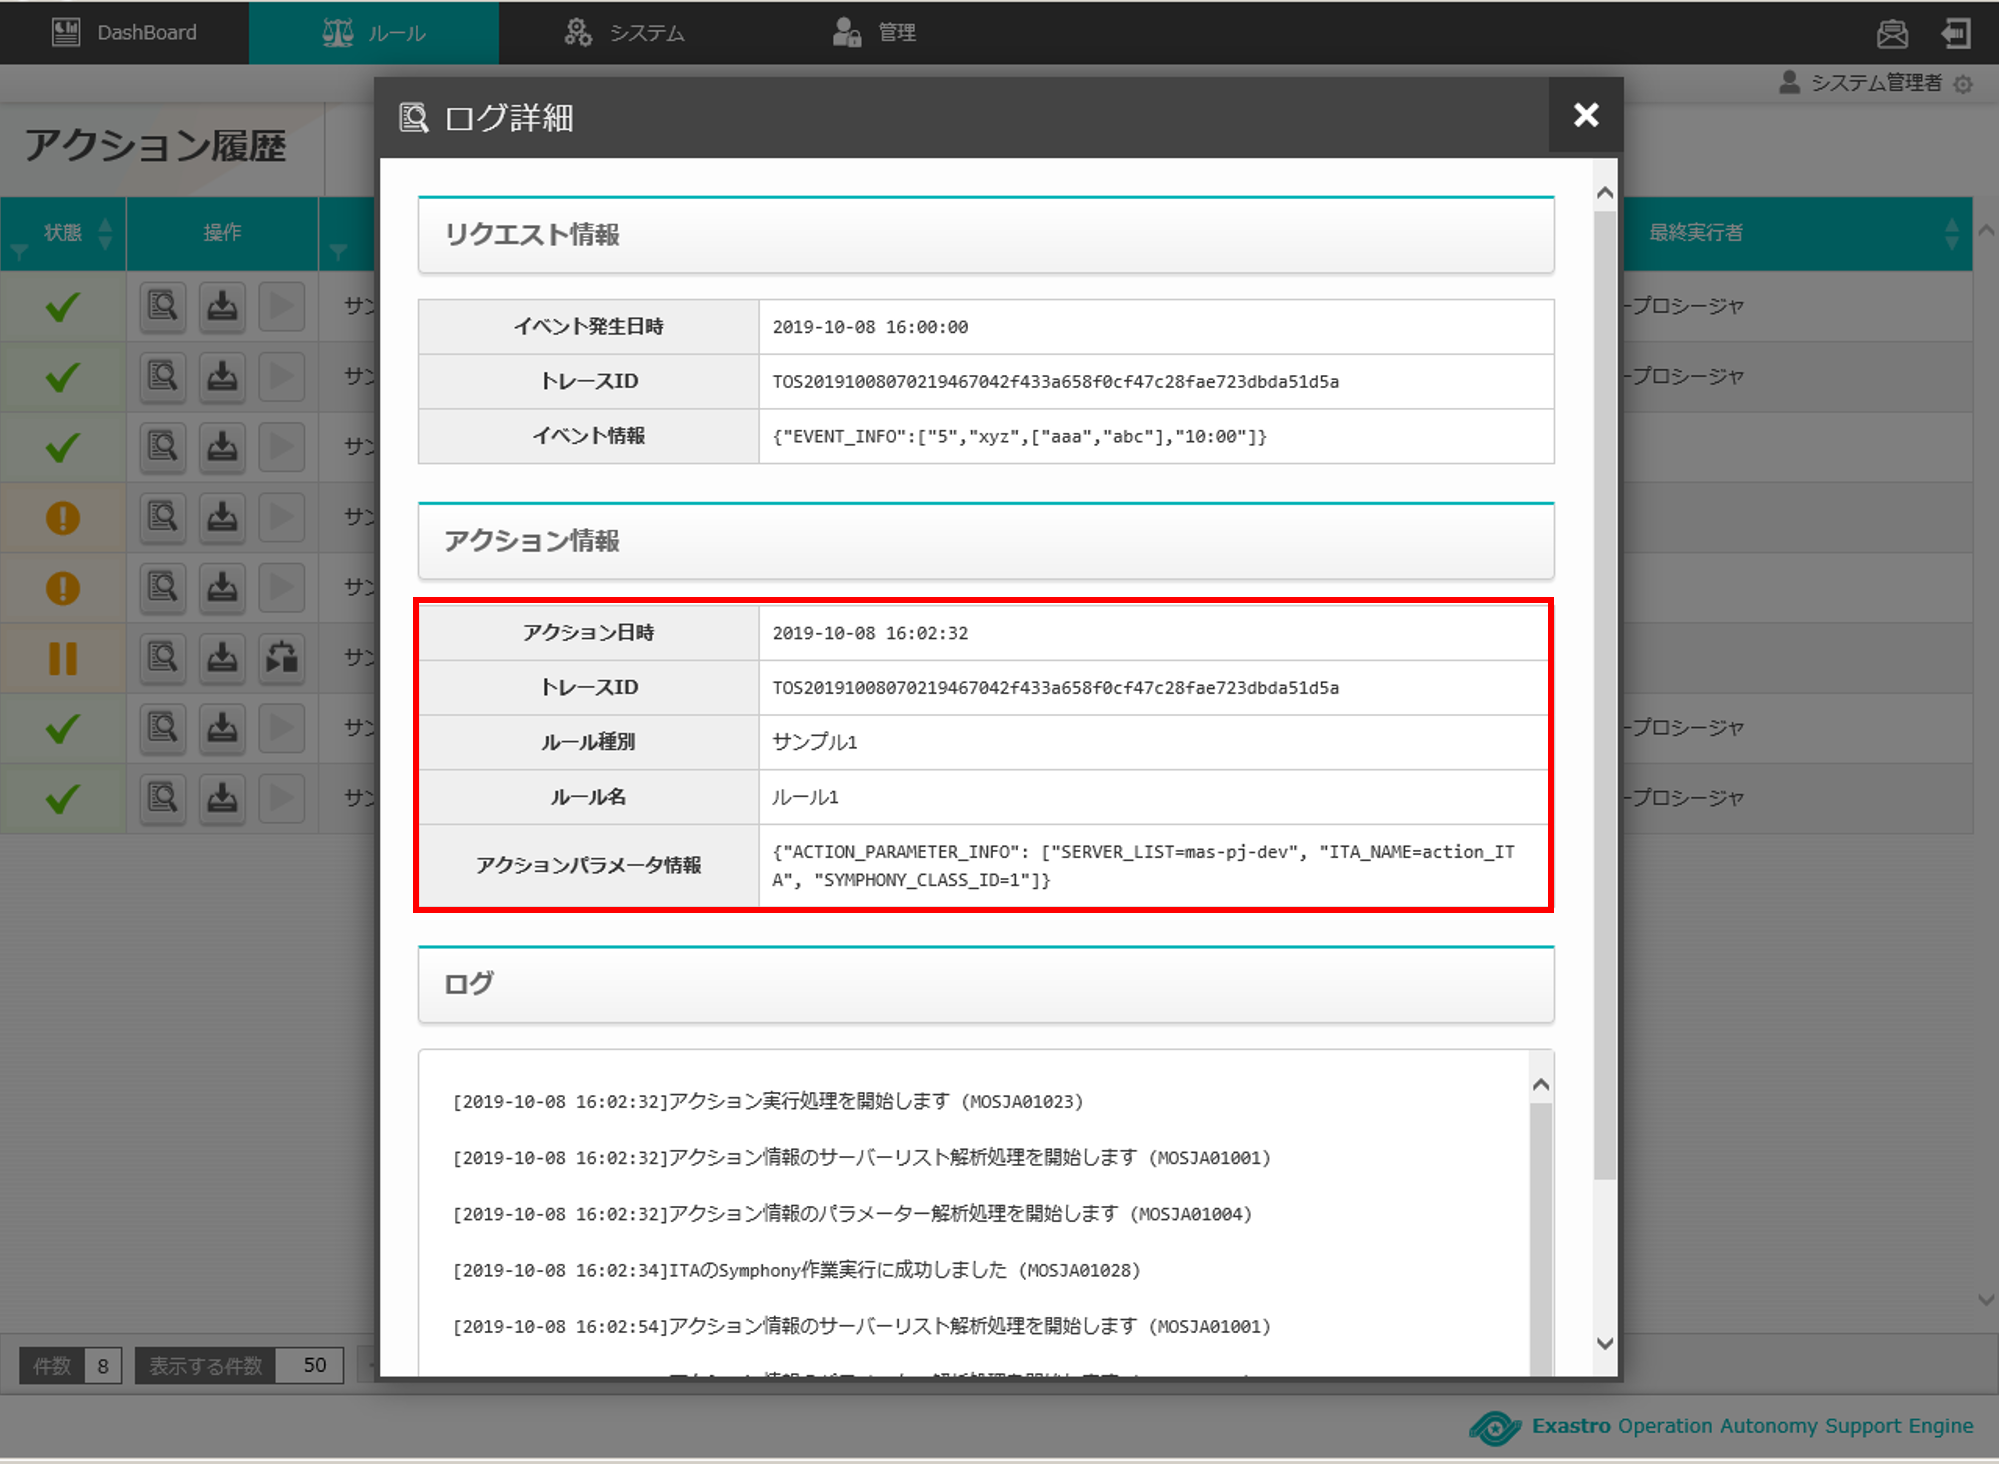 DashBoard
ルール
システム
管理
システム管理者
アクション履歴
ログ詳細
状態
操作
最終実行者
サン
ープロシージャ
サン
ープロシージャ
サン
サン
サン
サン
サン
ープロシージャ
サン
ープロシージャ
リクエスト情報
イベント発生日時
2019-10-08 16:00:00
トレースID
TOS20191008070219467042f433a658f0cf47c28fae723dbda51d5a
イベント情報
{"EVENT_INFO":["5","xyz",["aaa","abc"],"10:00"]}
アクション情報
アクション日時
2019-10-08 16:02:32
トレースID
TOS20191008070219467042f433a658f0cf47c28fae723dbda51d5a
ルール種別
サンプル1
ルール名
ルール1
アクションパラメータ情報
{"ACTION_PARAMETER_INFO": ["SERVER_LIST=mas-pj-dev", "ITA_NAME=action_IT
A", "SYMPHONY_CLASS_ID=1"]}
ログ
[2019-10-08 16:02:32]アクション実行処理を開始します (MOSJA01023)
[2019-10-08 16:02:32]アクション情報のサーバーリスト解析処理を開始します (MOSJA01001)
[2019-10-08 16:02:32]アクション情報のパラメーター解析処理を開始します (MOSJA01004)
[2019-10-08 16:02:34]ITAのSymphony作業実行に成功しました (MOSJA01028)
[2019-10-08 16:02:54]アクション情報のサーバーリスト解析処理を開始します (MOSJA01001)
件数 8 表示する件数 50
Exastro Operation Autonomy Support Engine